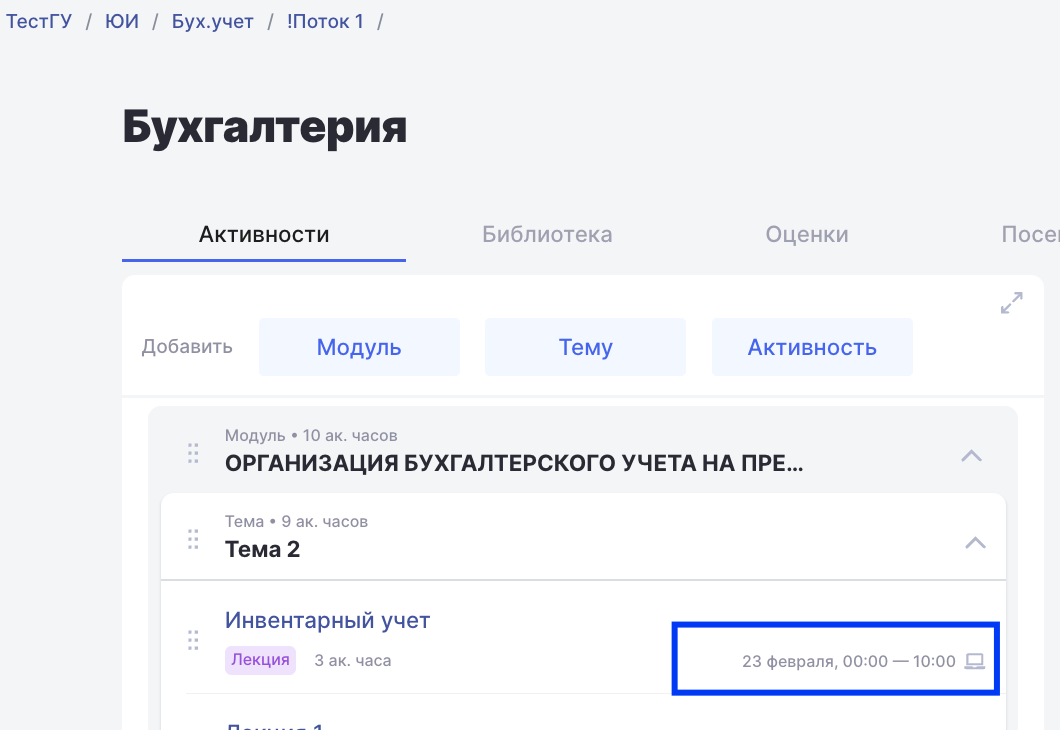 ТестГУ / ЮИ / Бух.учет / !Поток 1 /
Бухгалтерия
Активности Библиотека Оценки
Добавить Модуль Тему Активность
Модуль • 10 ак. часов
ОРГАНИЗАЦИЯ БУХГАЛТЕРСКОГО УЧЕТА НА ПРЕ...
Тема • 9 ак. часов
Тема 2
Инвентарный учет
Лекция 3 ак. часа 23 февраля, 00:00 — 10:00